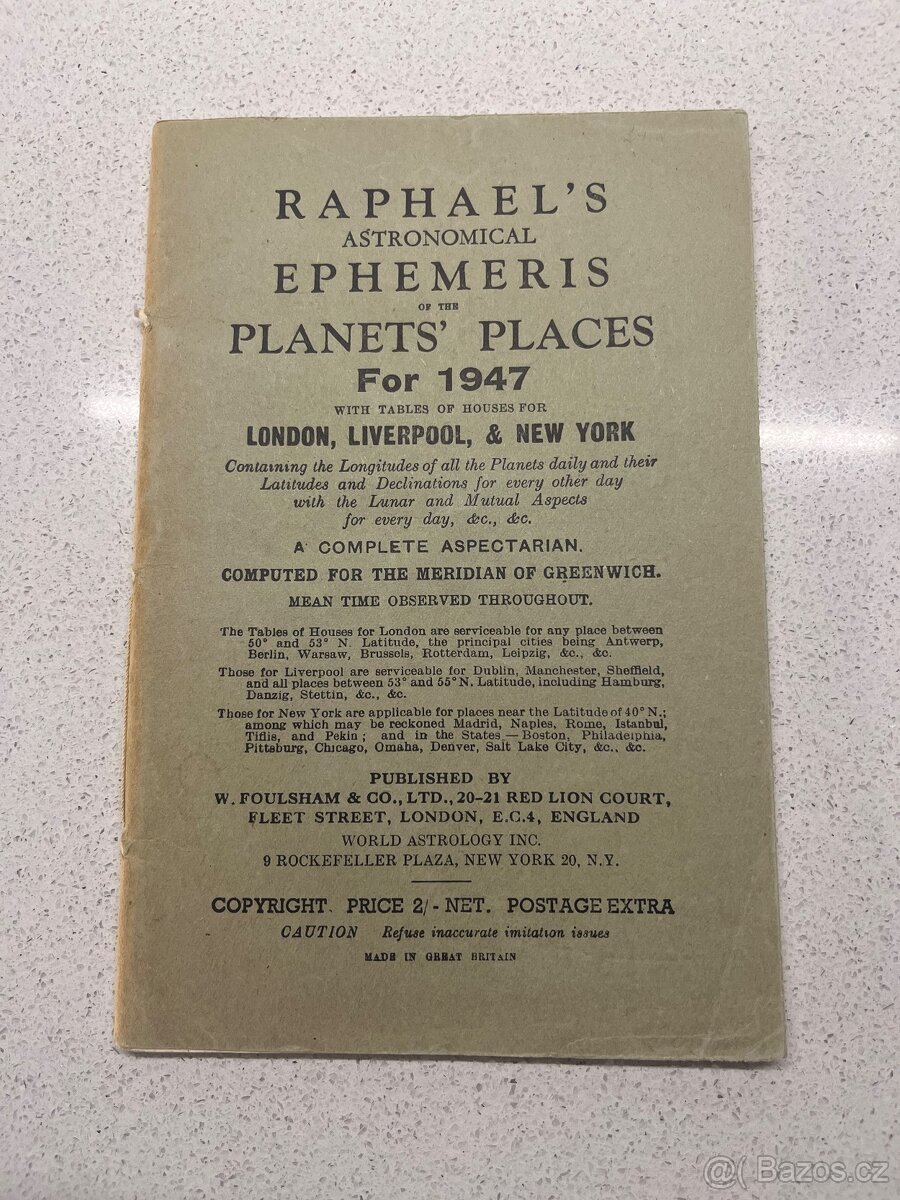 RAPHAEL'S
ASTRONOMICAL
EPHEMERIS
OF THE
PLANETS' PLACES
For 1947
WITH TABLES OF HOUSES FOR
LONDON, LIVERPOOL, & NEW YORK
Containing the Longitudes of all the Planets daily and their
Latitudes and Declinations for every other day
with the Lunar and Mutual Aspects
for every day, &c., &c.
A COMPLETE ASPECTARIAN.
COMPUTED FOR THE MERIDIAN OF GREENWICH.
MEAN TIME OBSERVED THROUGHOUT.
The Tables of Houses for London are serviceable for any place between
50° and 53° N. Latitude, the principal cities being Antwerp,
Berlin, Warsaw, Brussels, Rotterdam, Leipzig, &c., &c.
Those for Liverpool are serviceable for Dublin, Manchester, Sheffield,
and all places between 53° and 55° N. Latitude, including Hamburg,
Danzig, Stettin, &c., &c.
Those for New York are applicable for places near the Latitude of 40° N.;
among which may be reckoned Madrid, Naples, Rome, Istanbul,
Tiflis, and Pekin; and in the States — Boston, Philadelphia,
Pittsburg, Chicago, Omaha, Denver, Salt Lake City, &c., &c.
PUBLISHED BY
W. FOULSHAM & CO., LTD., 20-21 RED LION COURT,
FLEET STREET, LONDON, E.C.4, ENGLAND
WORLD ASTROLOGY INC.
9 ROCKEFELLER PLAZA, NEW YORK 20, N.Y.
COPYRIGHT. PRICE 2/- NET. POSTAGE EXTRA
CAUTION Refuse inaccurate imitation issues
MADE IN GREAT BRITAIN
@( Bazos.cz